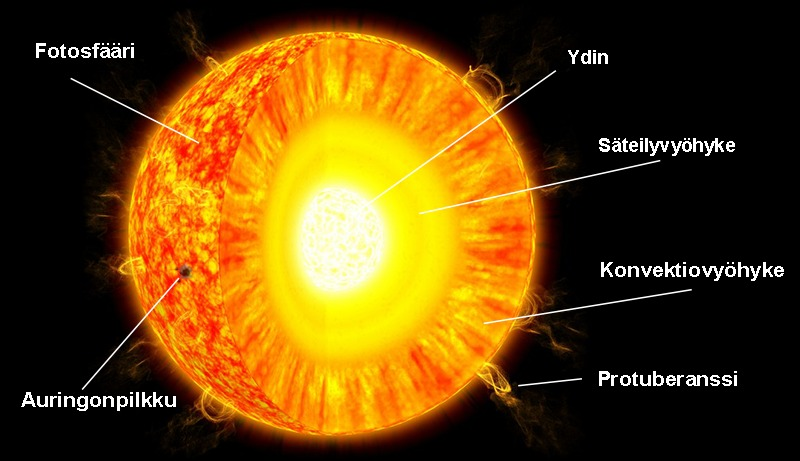 Fotosfääri
Ydin
Säteilyvyöhyke
Konvektiovyöhyke
Protuberanssi
Auringonpilkku